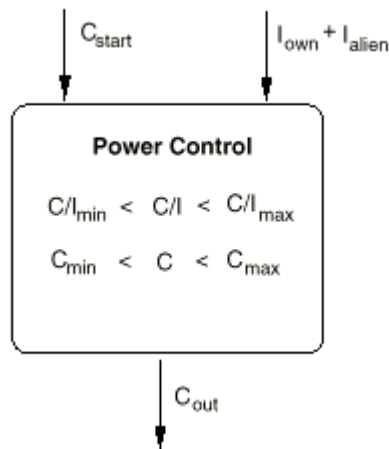 C_start I_own + I_alien
Power Control
C/I_min < C/I < C/I_max
C_min < C < C_max
C_out